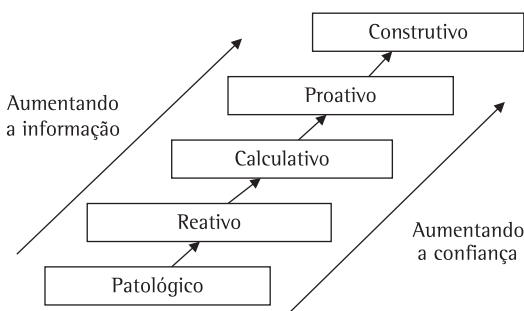 Construtivo
Proativo
Aumentando
a informação
Calculativo
Reativo
Aumentando
a confiança
Patológico